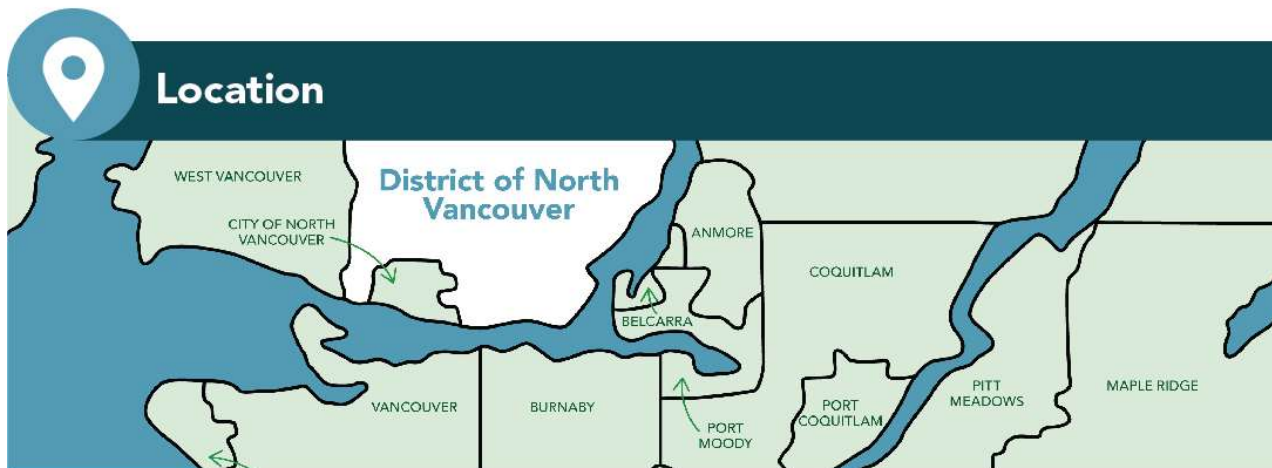 Location
WEST VANCOUVER
District of North
Vancouver
CITY OF NORTH
VANCOUVER
ANMORE
COQUITLAM
BELCARRA
VANCOUVER
BURNABY
PORT
MOODY
PORT
COQUITLAM
PITT
MEADOWS
MAPLE RIDGE